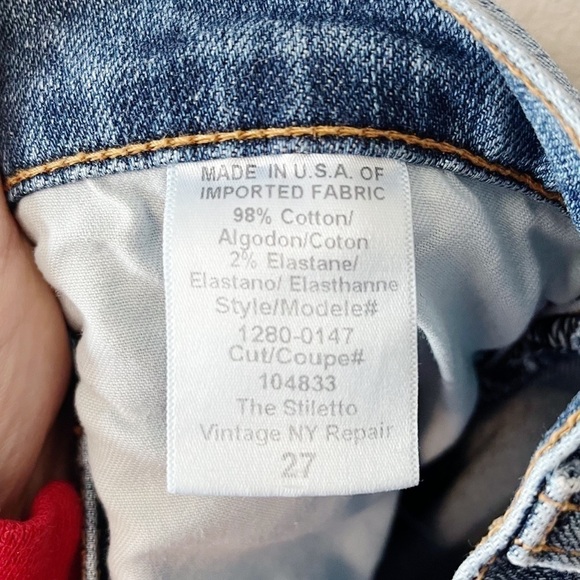 MADE IN U.S.A. OF
IMPORTED FABRIC
98% Cotton/
Algodon/Coton
2% Elastane/
Elastano/ Elasthanne
Style/Modele#
1280-0147
Cut/Coupe#
104833
The Stiletto
Vintage NY Repair
27